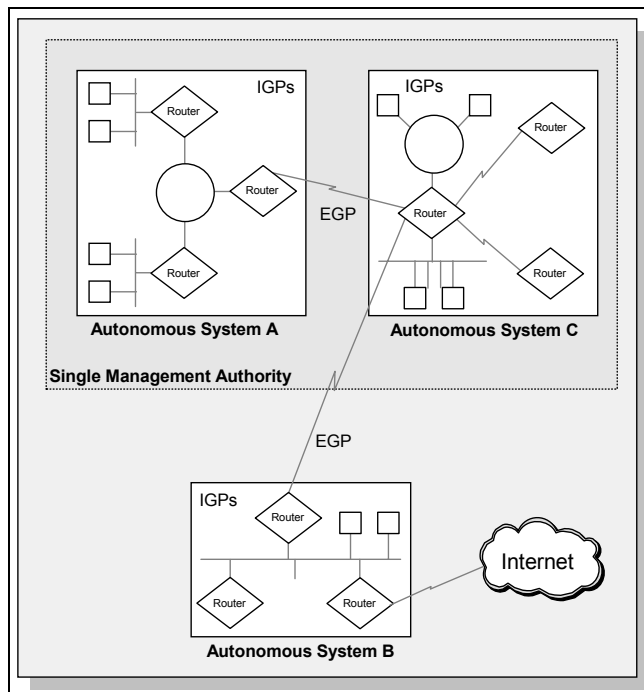 IGPs
Router
Router
Router
Autonomous System A
EGP
IGPs
Router
Router
Router
Autonomous System C
Single Management Authority
EGP
IGPs
Router
Router
Router
Autonomous System B
Internet